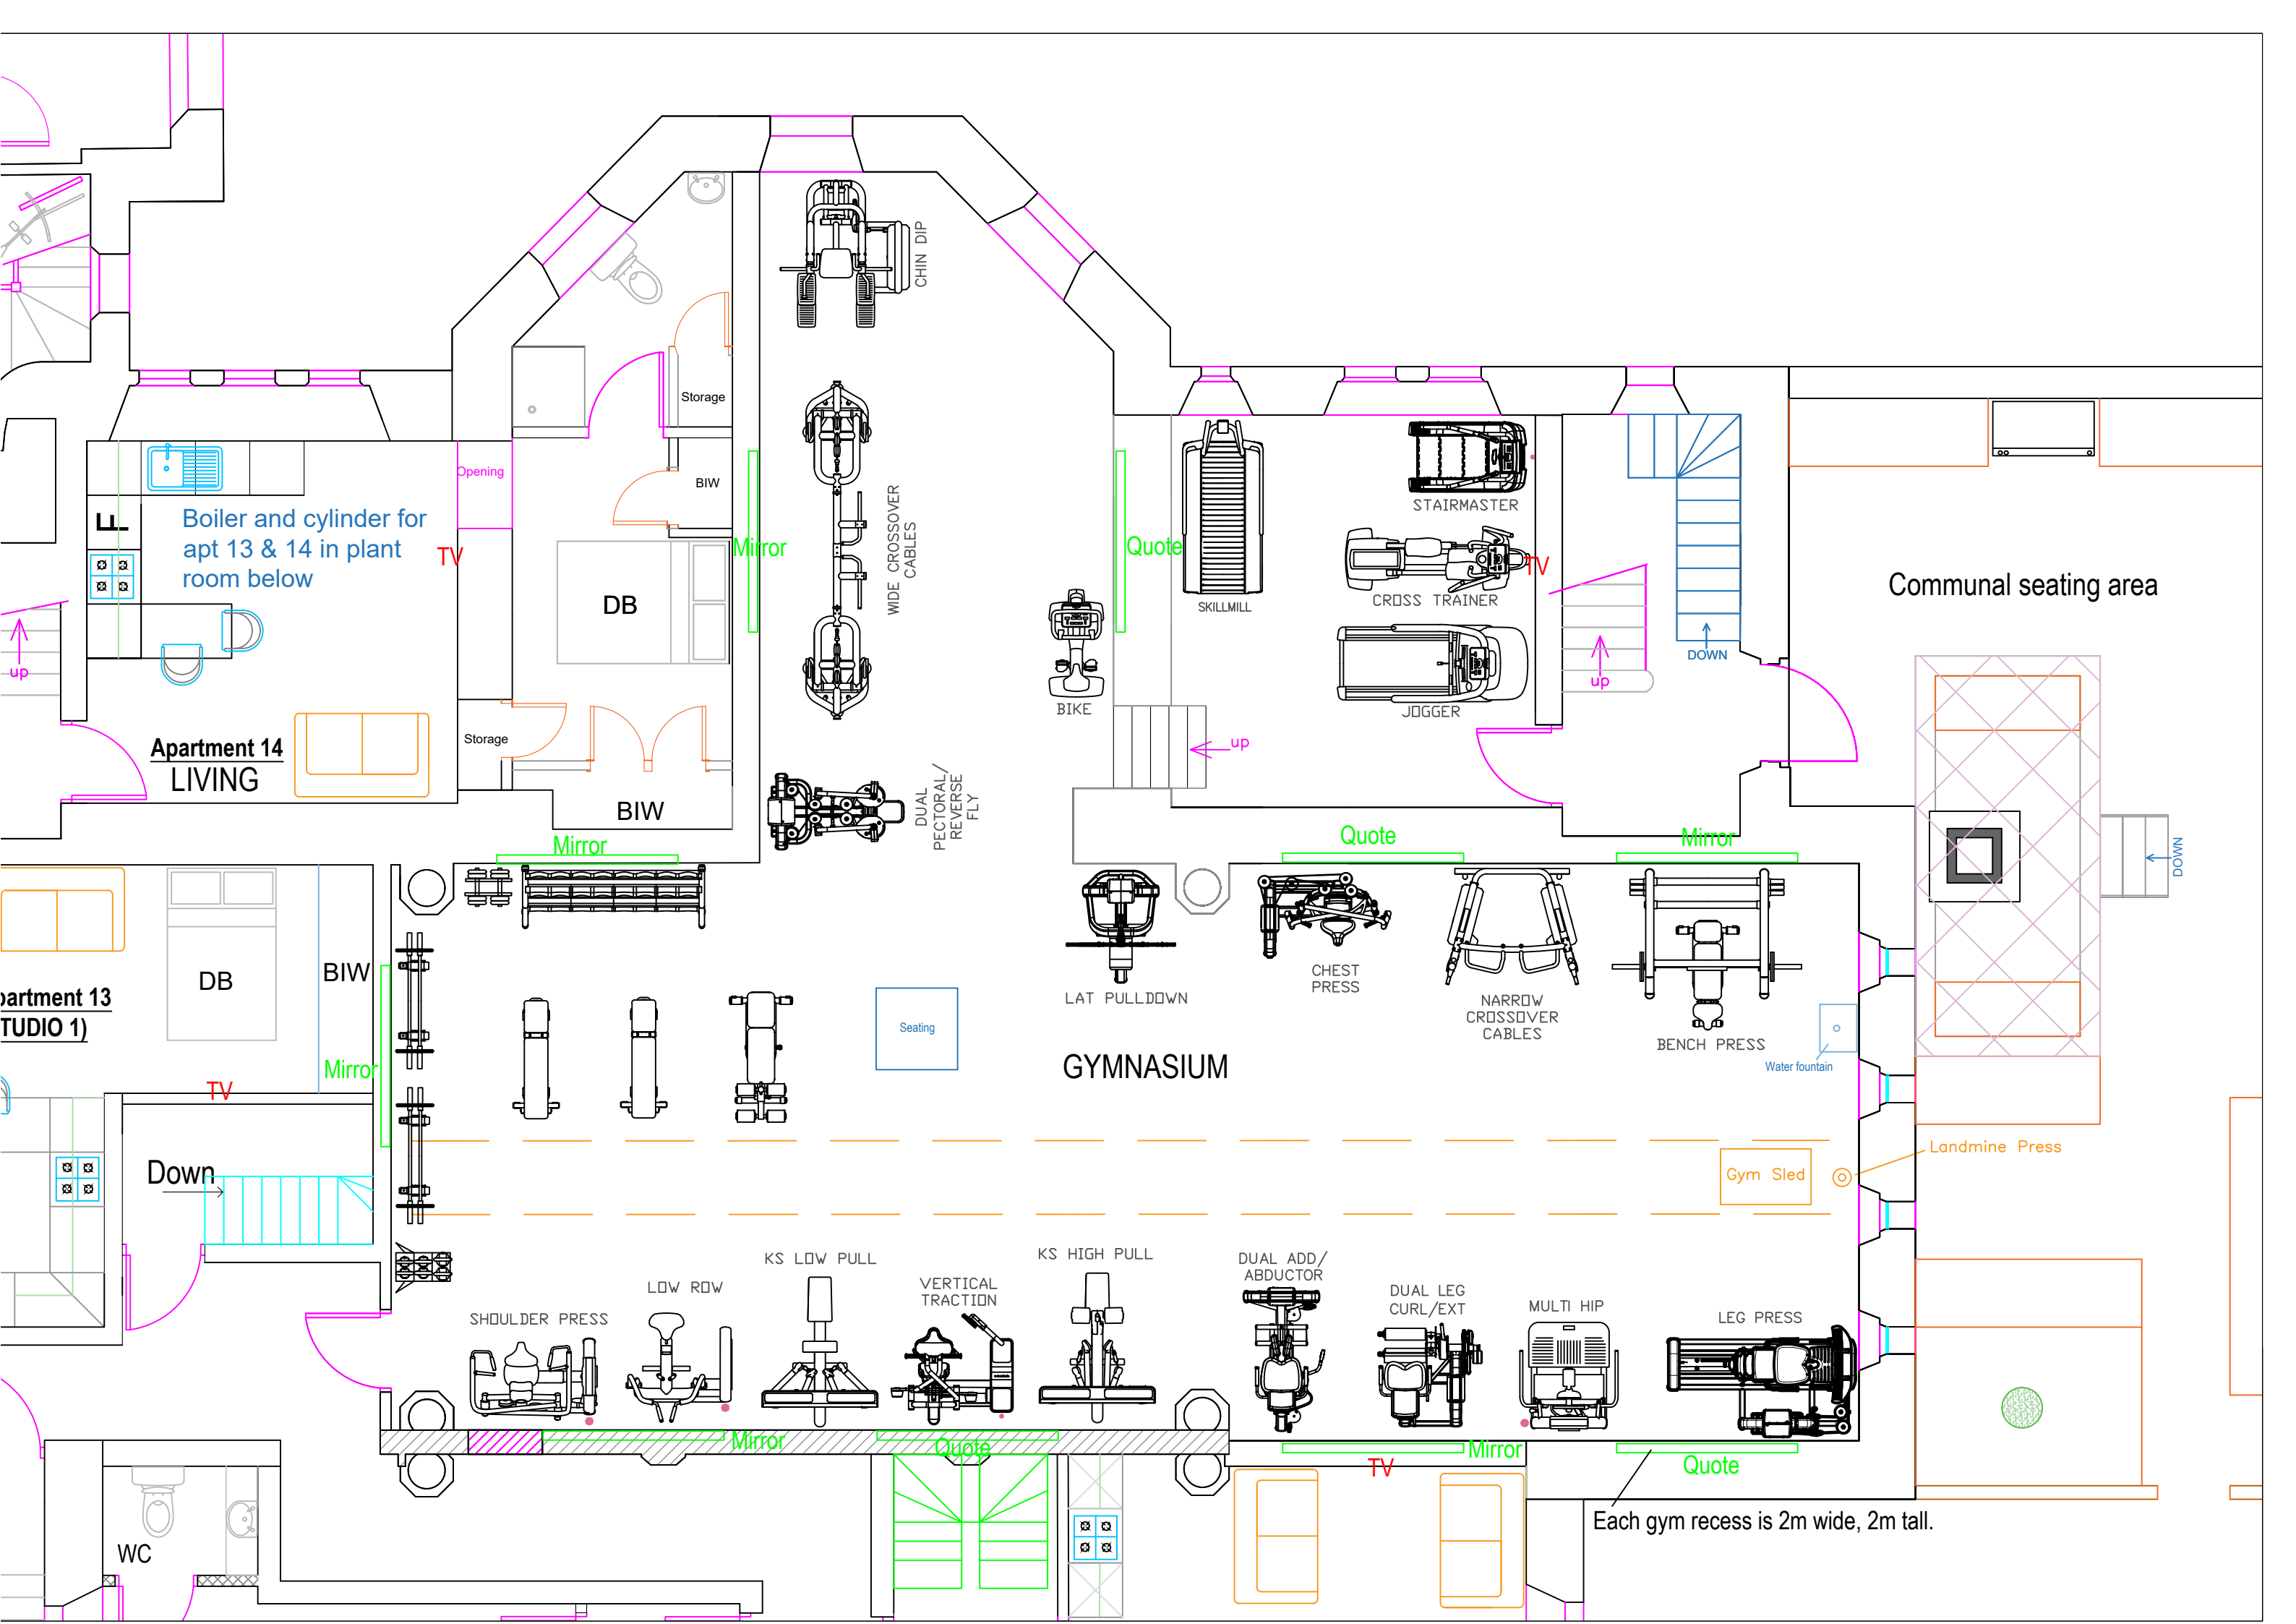 CHIN DIP
Storage
Opening
BIW
F
Boiler and cylinder for
apt 13 & 14 in plant
room below
TV
Mirror
WIDE CROSSOVER
CABLES
Quote
SKILLMILL
STAIRMASTER
CROSS TRAINER
TV
JOGGER
BIKE
up
up
DOWN
Communal seating area
DB
up
Apartment 14
LIVING
Storage
BIW
DUAL
PECTORAL/
REVERSE
FLY
Mirror
Quote
Mirror
DOWN
DB
BIW
partment 13
TUDIO 1)
Mirror
TV
Seating
LAT PULLDOWN
CHEST
PRESS
NARROW
CROSSOVER
CABLES
BENCH PRESS
Water fountain
GYMNASIUM
Down
Gym Sled
Landmine Press
SHOULDER PRESS
LOW ROW
KS LOW PULL
VERTICAL
TRACTION
KS HIGH PULL
DUAL ADD/
ABDUCTOR
DUAL LEG
CURL/EXT
MULTI HIP
LEG PRESS
Mirror
Quote
Mirror
TV
Quote
Each gym recess is 2m wide, 2m tall.
WC